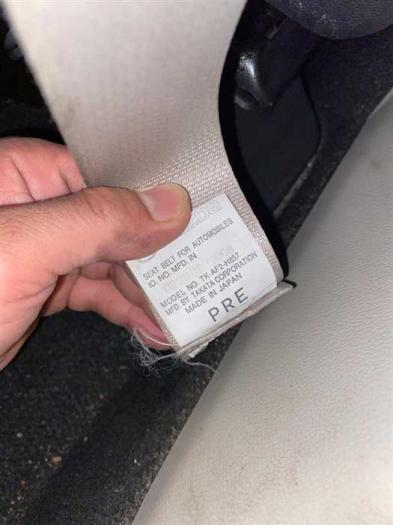 SEAT BELT FOR AUTOMOBILES
ID. NO. MFD. IN
MODEL NO. TK-AF2-H857
MFD. BY TAKATA CORPORATION
MADE IN JAPAN
PRE